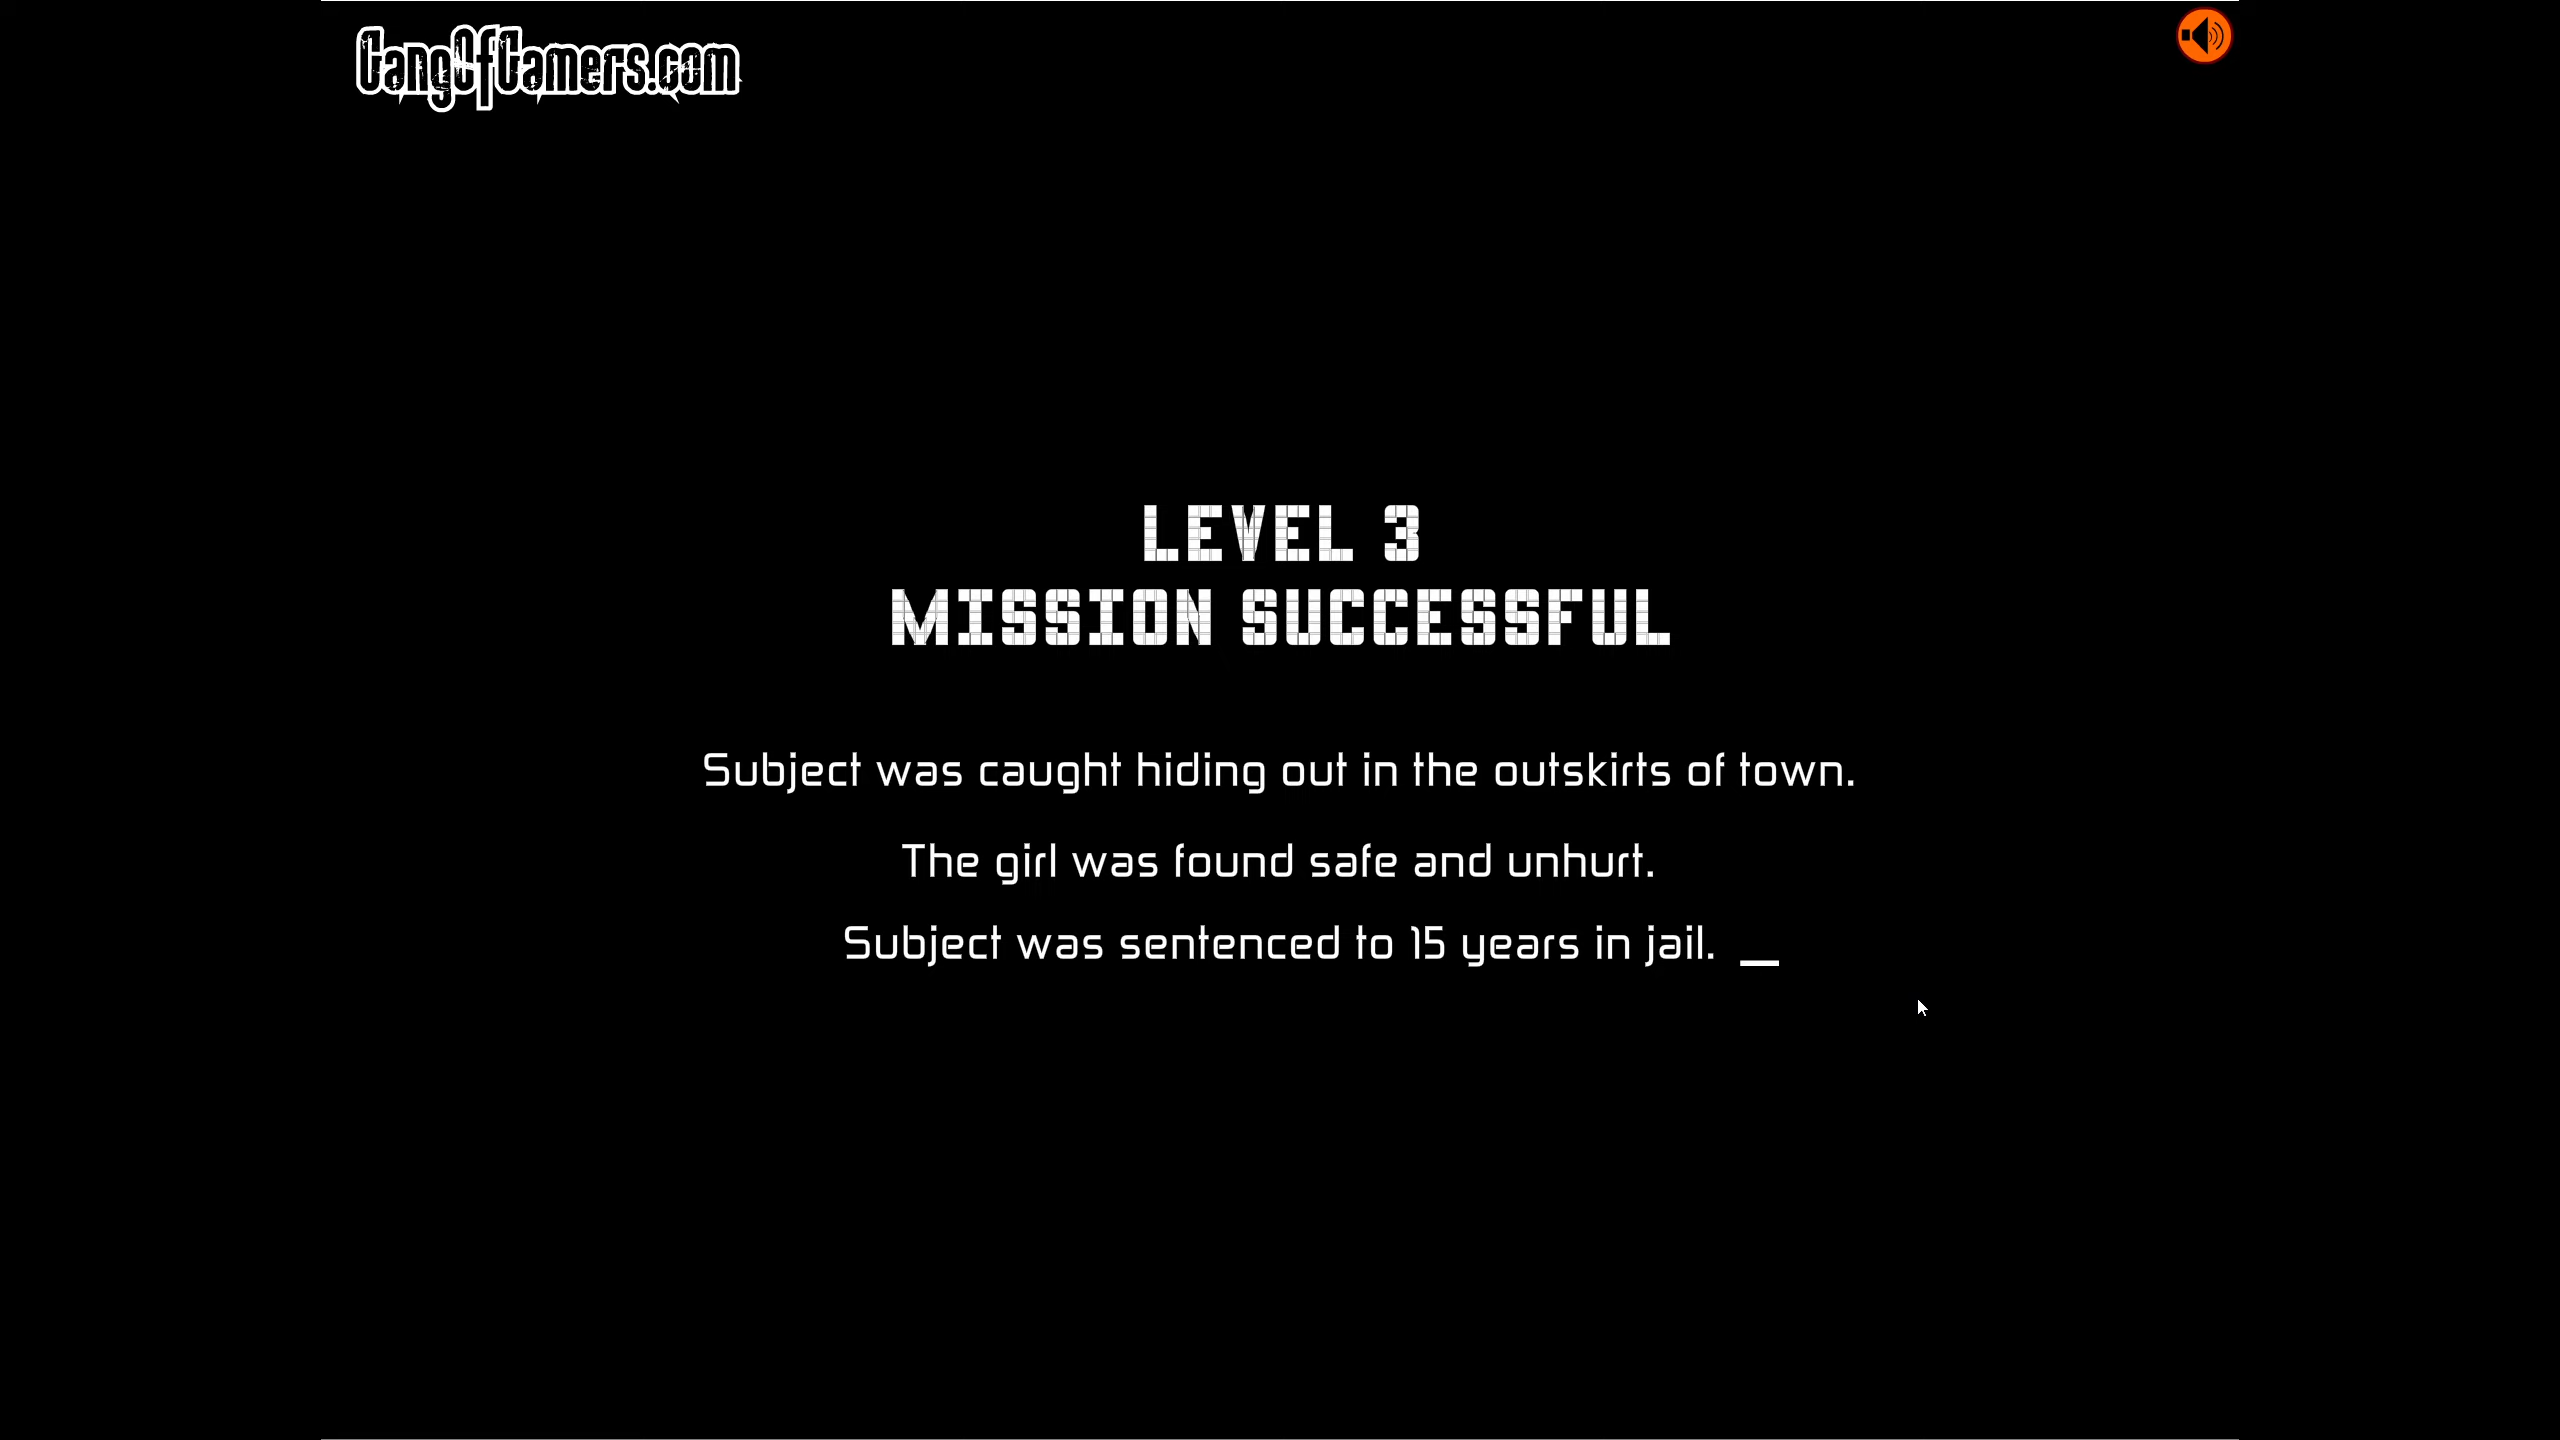 GangOfGamers.com
LEVEL 3
MISSION SUCCESSFUL
Subject was caught hiding out in the outskirts of town.
The girl was found safe and unhurt.
Subject was sentenced to 15 years in jail. _